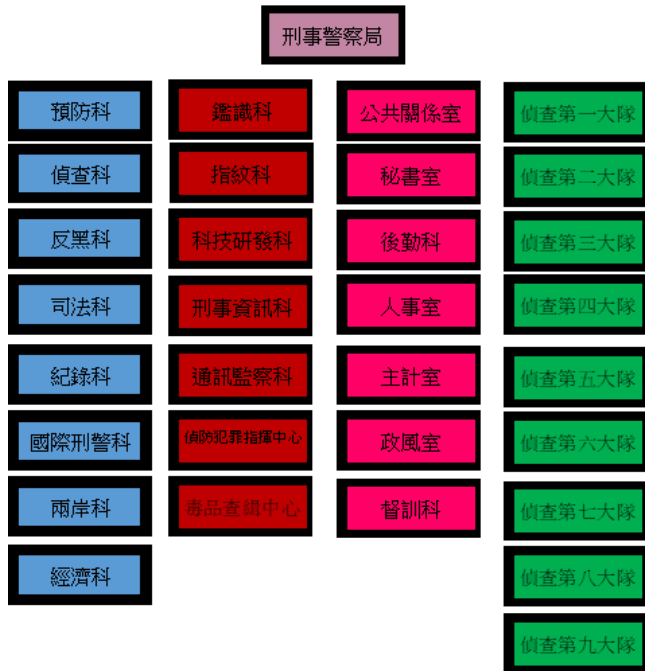 刑事警察局
預防科
鑑識科
公共關係室
偵查第一大隊
偵查科
指紋科
秘書室
偵查第二大隊
反黑科
科技研發科
後勤科
偵查第三大隊
司法科
刑事資訊科
人事室
偵查第四大隊
紀錄科
通訊監察科
主計室
偵查第五大隊
國際刑警科
偵防犯罪指揮中心
政風室
偵查第六大隊
兩岸科
毒品查緝中心
督訓科
偵查第七大隊
經濟科
偵查第八大隊
偵查第九大隊